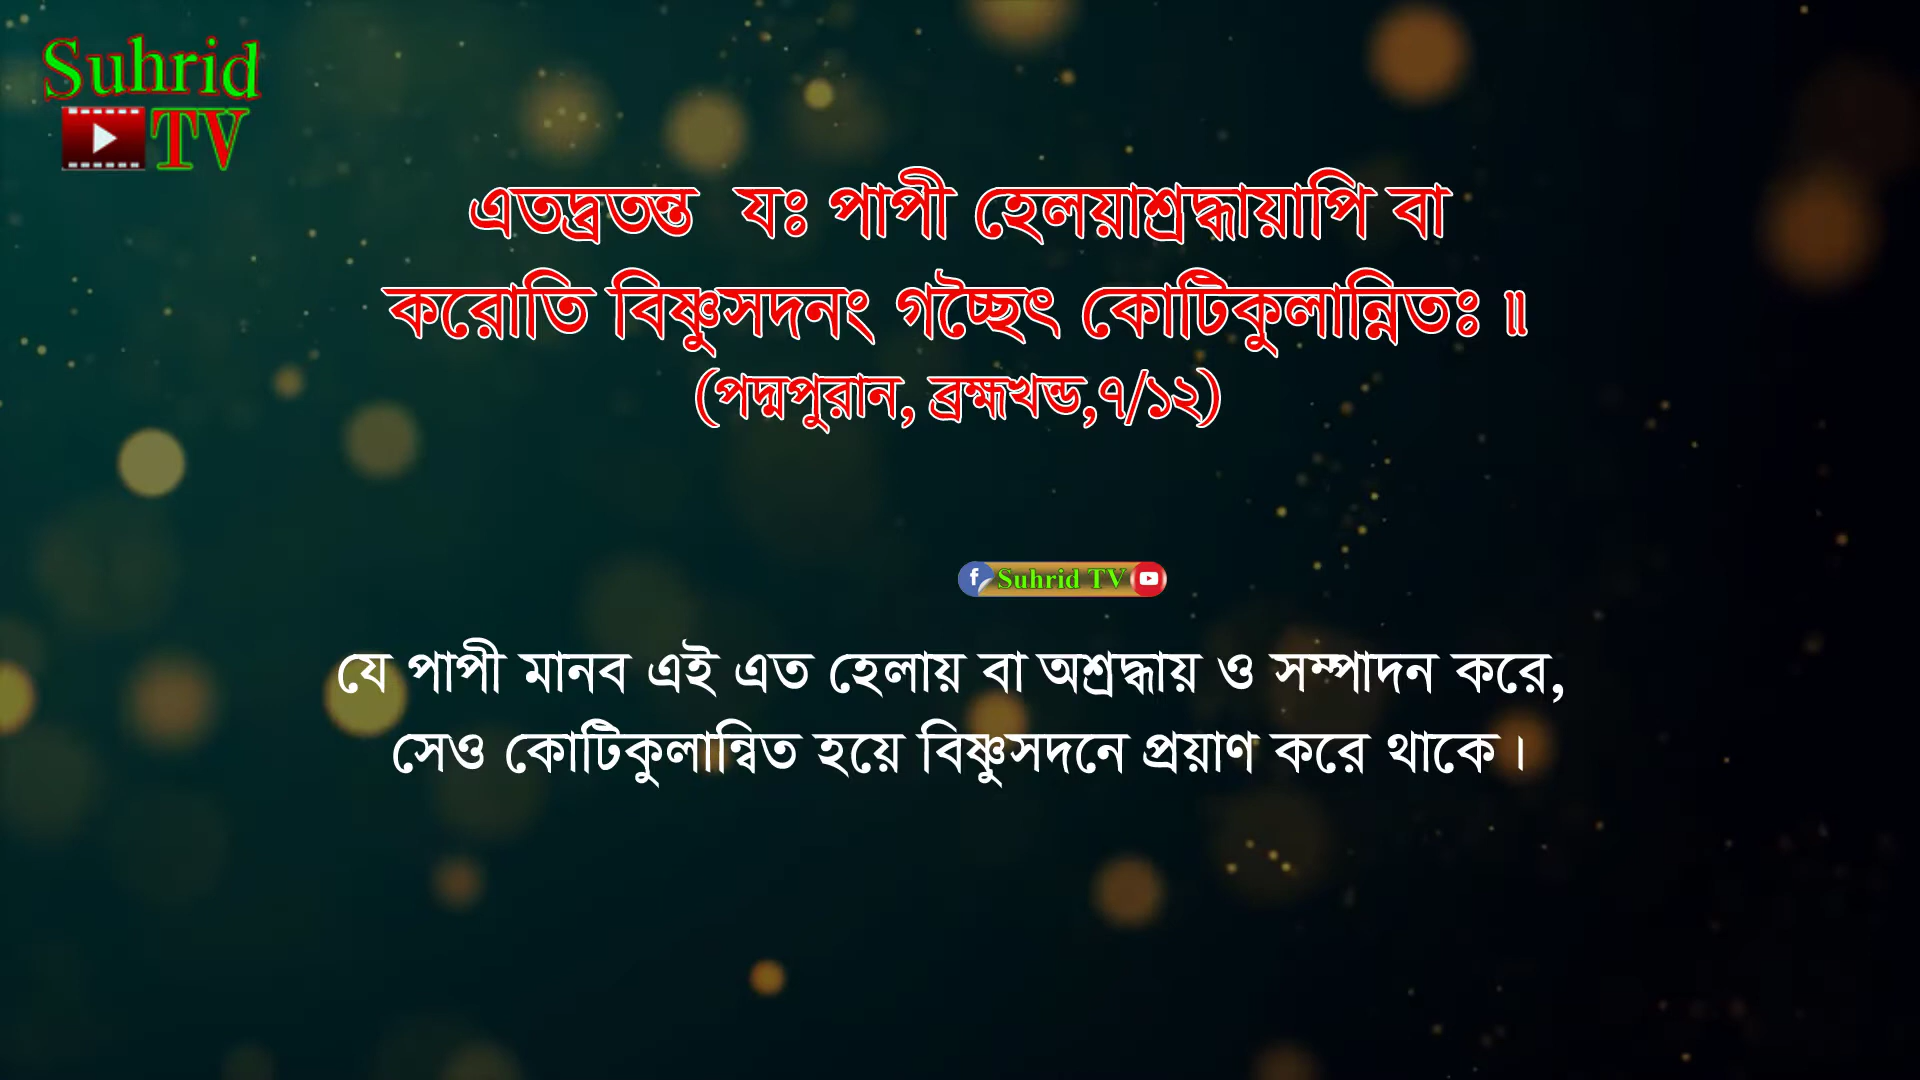 Suhrid
TV
এতদ্ব্রতন্ত যঃ পাপী হেলয়াশ্রদ্ধায়াপি বা
করোতি বিষ্ণুসদনং গচ্ছৈৎ কোটিকুলান্নিতঃ ॥
(পদ্মপুরান, ব্রহ্মখন্ড,৭/১২)
Suhrid TV
যে পাপী মানব এই এত হেলায় বা অশ্রদ্ধায় ও সম্পাদন করে,
সেও কোটিকুলান্বিত হয়ে বিষ্ণুসদনে প্রয়াণ করে থাকে।